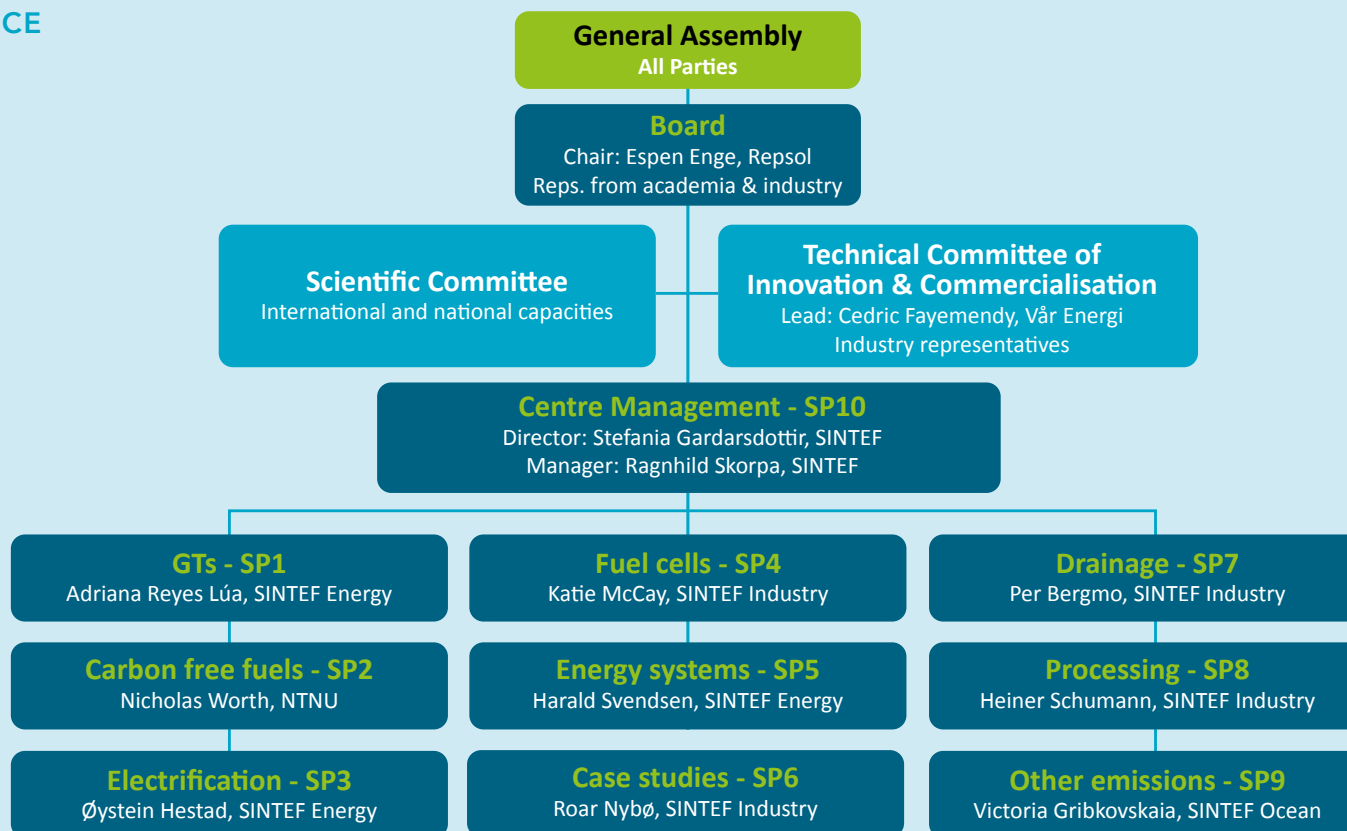 CE
General Assembly
All Parties
Board
Chair: Espen Enge, Repsol
Reps. from academia & industry
Scientific Committee
International and national capacities
Technical Committee of
Innovation & Commercialisation
Lead: Cedric Fayemendy, Vår Energi
Industry representatives
Centre Management - SP10
Director: Stefania Gardarsdottir, SINTEF
Manager: Ragnhild Skorpa, SINTEF
GTs - SP1
Adriana Reyes Lúa, SINTEF Energy
Fuel cells - SP4
Katie McCay, SINTEF Industry
Drainage - SP7
Per Bergmo, SINTEF Industry
Carbon free fuels - SP2
Nicholas Worth, NTNU
Energy systems - SP5
Harald Svendsen, SINTEF Energy
Processing - SP8
Heiner Schumann, SINTEF Industry
Electrification - SP3
Øystein Hestad, SINTEF Energy
Case studies - SP6
Roar Nybø, SINTEF Industry
Other emissions - SP9
Victoria Gribkovskaia, SINTEF Ocean